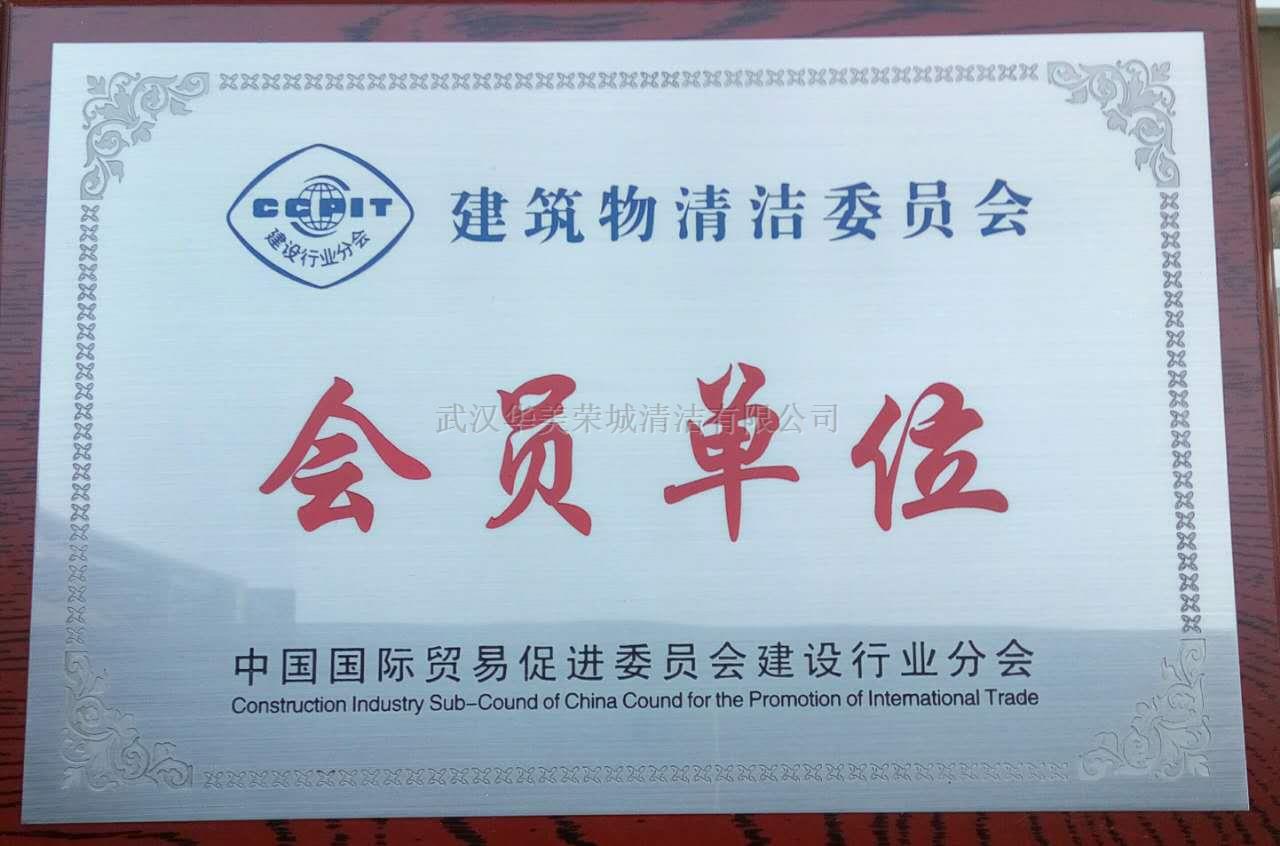 CCPIT
建设行业分会
建筑物清洁委员会
会员单位
武汉华美荣城清洁有限公司
中国国际贸易促进委员会建设行业分会
Construction Industry Sub-Cound of China Cound for the Promotion of International Trade